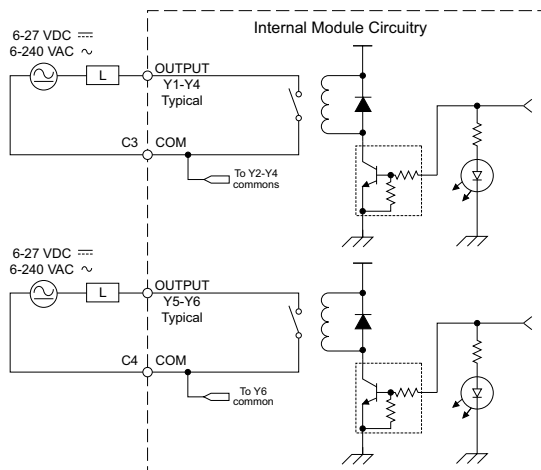 Internal Module Circuitry
6-27 VDC ⎓
6-240 VAC ∿
L
OUTPUT
Y1-Y4
Typical
C3
COM
To Y2-Y4
commons
6-27 VDC ⎓
6-240 VAC ∿
L
OUTPUT
Y5-Y6
Typical
C4
COM
To Y6
common